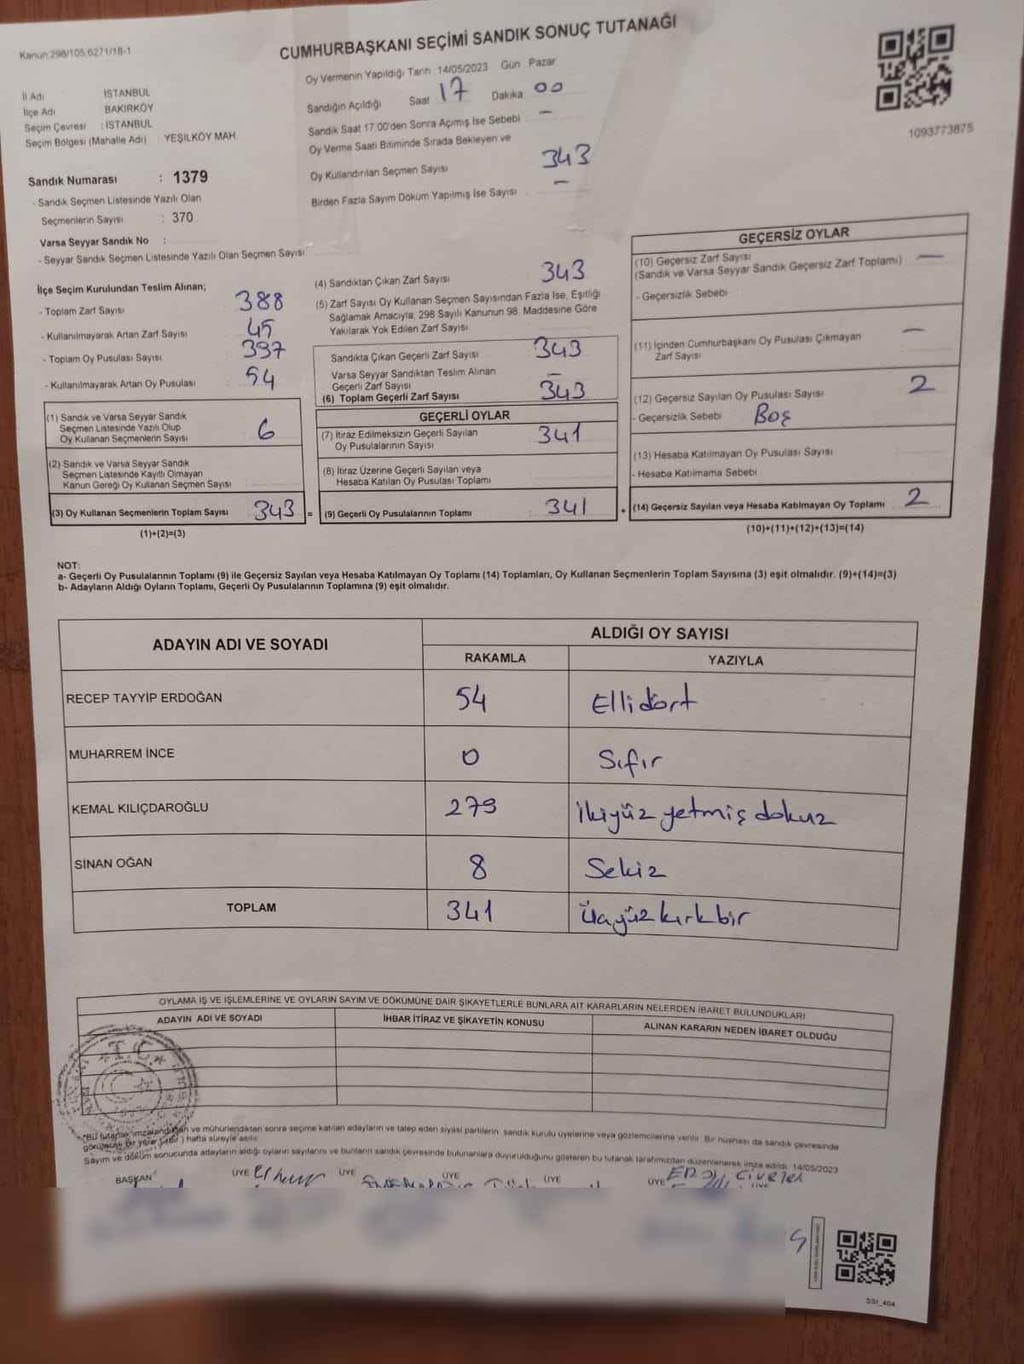 Kanun:298/105,6271/18-1
CUMHURBAŞKANI SEÇİMİ SANDIK SONUÇ TUTANAĞI
İl Adı İSTANBUL
İlçe Adı BAKIRKÖY
Seçim Çevresi : İSTANBUL
Seçim Bölgesi (Mahalle Adı) : YEŞİLKÖY MAH.
Sandık Numarası : 1379
- Sandık Seçmen Listesinde Yazılı Olan
Seçmenlerin Sayısı : 370
Varsa Seyyar Sandık No :
- Seyyar Sandık Seçmen Listesinde Yazılı Olan Seçmen Sayısı :
Oy Vermenin Yapıldığı Tarih 14/05/2023 Gün Pazar
Sandığın Açıldığı Saat 17 Dakika 00
Sandık Saat 17:00'den Sonra Açımış İse Sebebi —
Oy Verme Saati Bitiminde Sırada Bekleyen ve
Oy Kullandırılan Seçmen Sayısı 343
Birden Fazla Sayım Döküm Yapılmış İse Sayısı —
1093773875
İlçe Seçim Kurulundan Teslim Alınan;
- Toplam Zarf Sayısı 388
- Kullanılmayarak Artan Zarf Sayısı 45
- Toplam Oy Pusulası Sayısı 397
- Kullanılmayarak Artan Oy Pusulası 54
(1) Sandık ve Varsa Seyyar Sandık
Seçmen Listesinde Yazılı Olup
Oy Kullanan Seçmenlerin Sayısı 6
(2) Sandık ve Varsa Seyyar Sandık
Seçmen Listesinde Kayıtlı Olmayan
Kanun Gereği Oy Kullanan Seçmen Sayısı
(3) Oy Kullanan Seçmenlerin Toplam Sayısı 343 =
(1)+(2)=(3)
(4) Sandıktan Çıkan Zarf Sayısı 343
(5) Zarf Sayısı Oy Kullanan Seçmen Sayısından Fazla İse, Eşitliği
Sağlamak Amacıyla, 298 Sayılı Kanunun 98. Maddesine Göre
Yakılarak Yok Edilen Zarf Sayısı
Sandıkta Çıkan Geçerli Zarf Sayısı 343
Varsa Seyyar Sandıktan Teslim Alınan
Geçerli Zarf Sayısı —
(6) Toplam Geçerli Zarf Sayısı 343
GEÇERLİ OYLAR
(7) İtiraz Edilmeksizin Geçerli Sayılan
Oy Pusulalarının Sayısı 341
(8) İtiraz Üzerine Geçerli Sayılan veya
Hesaba Katılan Oy Pusulası Toplamı
(9) Geçerli Oy Pusulalarının Toplamı : 341 +
GEÇERSİZ OYLAR
(10) Geçersiz Zarf Sayısı —
(Sandık ve Varsa Seyyar Sandık Geçersiz Zarf Toplamı)
- Geçersizlik Sebebi
(11) İçinden Cumhurbaşkanı Oy Pusulası Çıkmayan
Zarf Sayısı —
(12) Geçersiz Sayılan Oy Pusulası Sayısı 2
- Geçersizlik Sebebi Boş
(13) Hesaba Katılmayan Oy Pusulası Sayısı
- Hesaba Katılmama Sebebi
(14) Geçersiz Sayılan veya Hesaba Katılmayan Oy Toplamı 2
(10)+(11)+(12)+(13)=(14)
NOT:
a- Geçerli Oy Pusulalarının Toplamı (9) ile Geçersiz Sayılan veya Hesaba Katılmayan Oy Toplamı (14) Toplamları, Oy Kullanan Seçmenlerin Toplam Sayısına (3) eşit olmalıdır. (9)+(14)=(3)
b- Adayların Aldığı Oyların Toplamı, Geçerli Oy Pusulalarının Toplamına (9) eşit olmalıdır.
ADAYIN ADI VE SOYADI ALDIĞI OY SAYISI
RAKAMLA YAZIYLA
RECEP TAYYİP ERDOĞAN 54 Ellidört
MUHARREM İNCE 0 Sıfır
KEMAL KILIÇDAROĞLU 279 İkiyüz yetmiş dokuz
SİNAN OĞAN 8 Sekiz
TOPLAM 341 Üçyüz kırk bir
OYLAMA İŞ VE İŞLEMLERİNE VE OYLARIN SAYIM VE DÖKÜMÜNE DAİR ŞİKAYETLERLE BUNLARA AİT KARARLARIN NELERDEN İBARET BULUNDUKLARI
ADAYIN ADI VE SOYADI İHBAR İTİRAZ VE ŞİKAYETİN KONUSU ALINAN KARARIN NEDEN İBARET OLDUĞU
T.C.
*Bu tutanak imzalandıktan ve mühürlendikten sonra seçime katılan adayların ve talep eden siyasi partilerin sandık kurulu üyelerine veya gözlemcilerine verilir. Bir nüshası da sandık çevresinde
hafta süreyle asılır.
Sayım ve döküm sonucunda adayların aldığı oyların sayılarını ve bunların sandık çevresinde bulunanlara duyurulduğunu gösteren bu tutanak tarafımızdan düzenlenerek imza edildi. 14/05/2023
BAŞKAN ÜYE ÜYE ÜYE ÜYE ÜYE
SSI_404